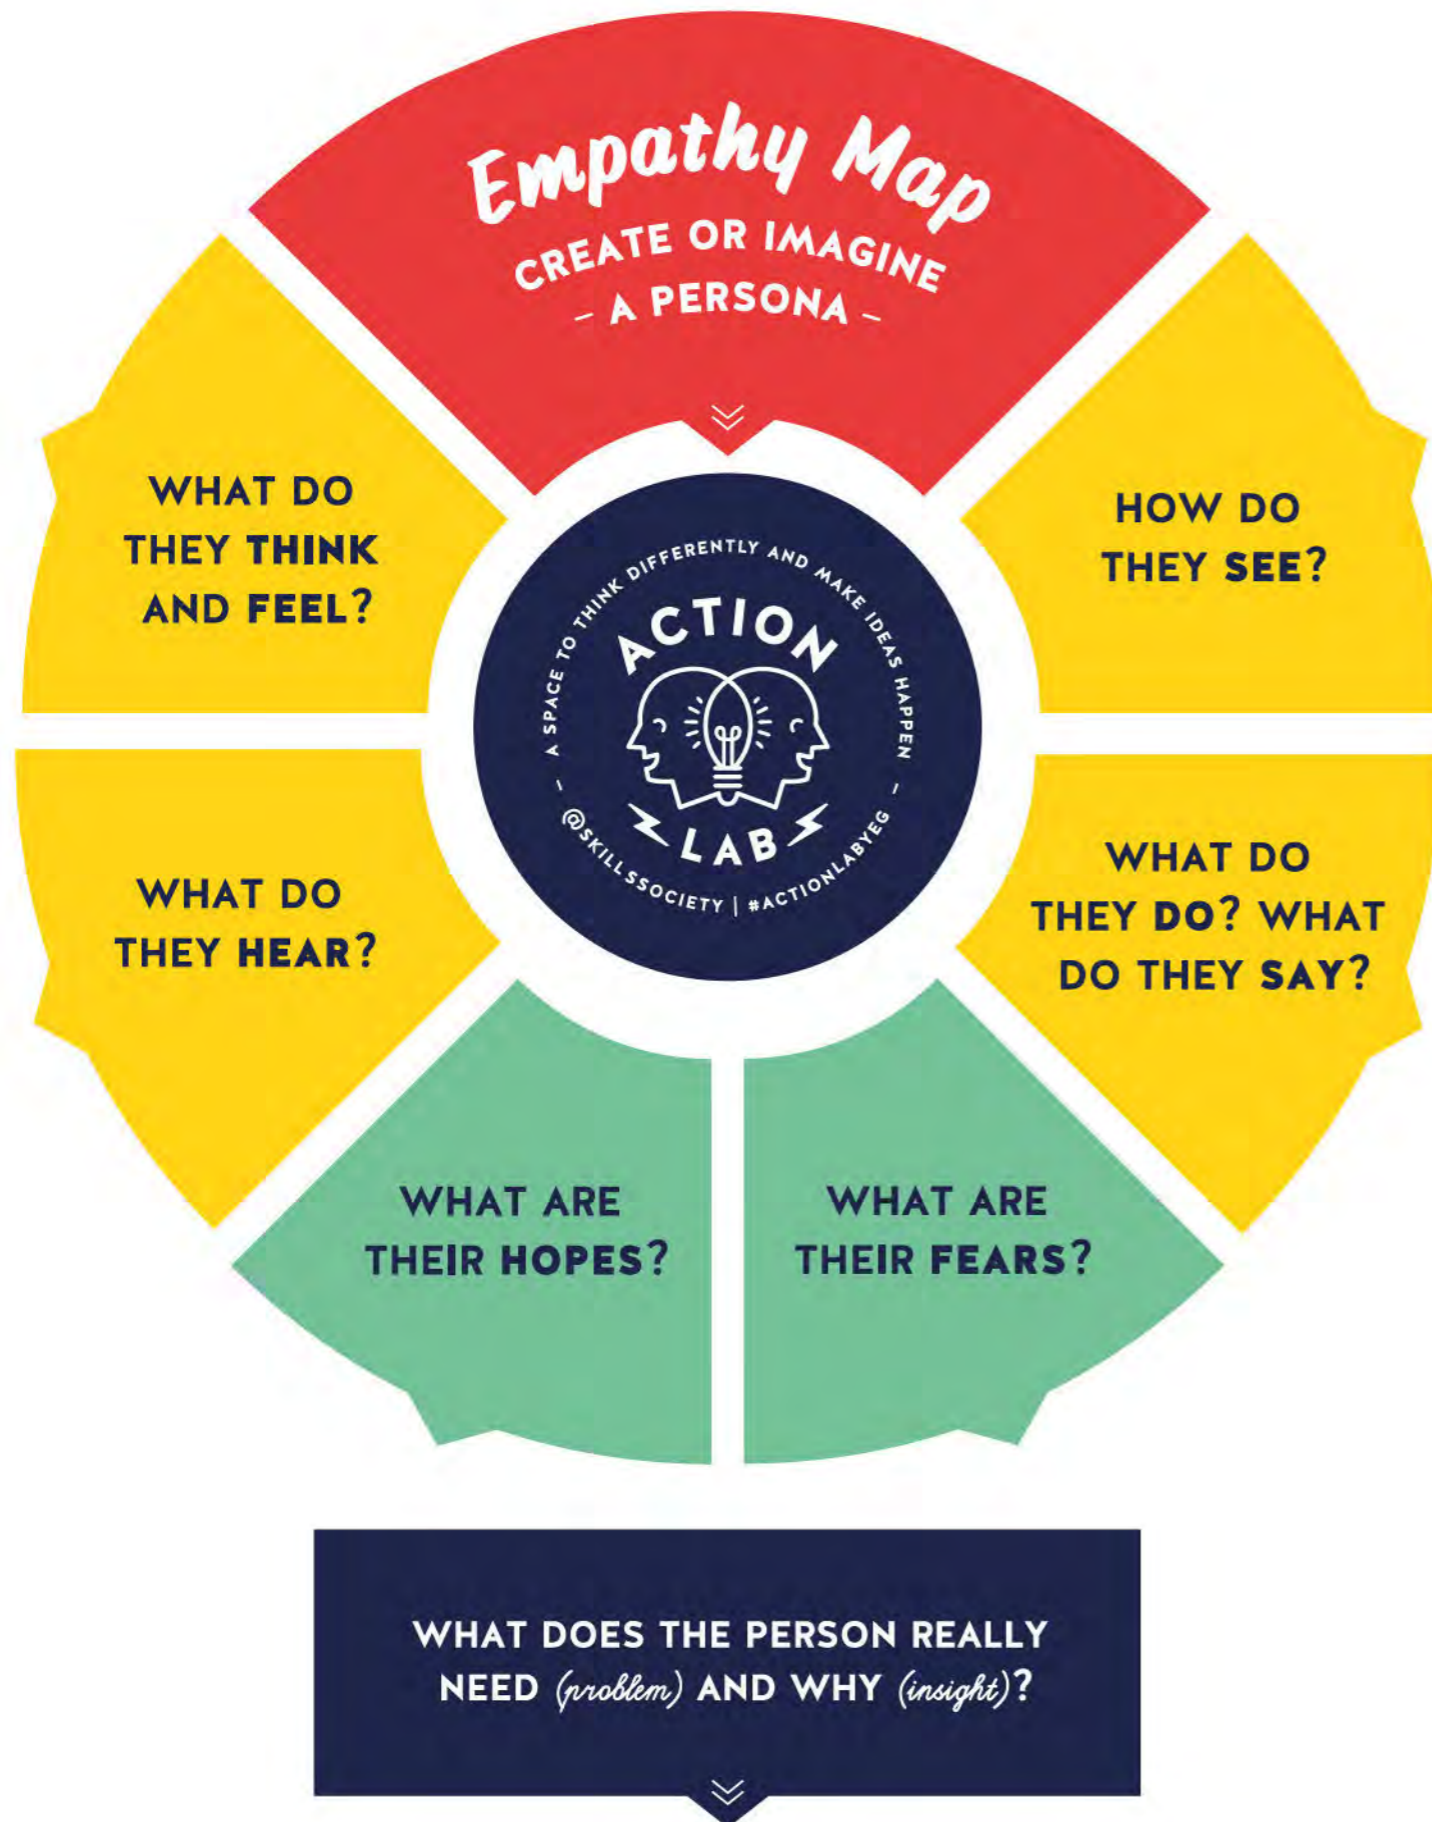 Empathy Map
CREATE OR IMAGINE
– A PERSONA –
WHAT DO
THEY THINK
AND FEEL?
HOW DO
THEY SEE?
A SPACE TO THINK DIFFERENTLY AND MAKE IDEAS HAPPEN
ACTION
LAB
– @SKILLSSOCIETY | #ACTIONLABYEG –
WHAT DO
THEY HEAR?
WHAT DO
THEY DO? WHAT
DO THEY SAY?
WHAT ARE
THEIR HOPES?
WHAT ARE
THEIR FEARS?
WHAT DOES THE PERSON REALLY
NEED (problem) AND WHY (insight)?